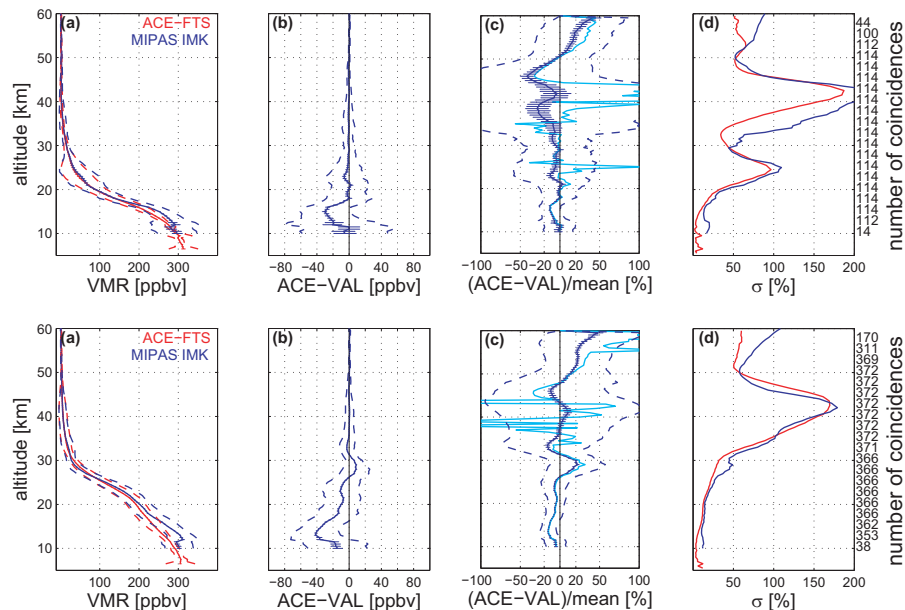 (a)
ACE−FTS
MIPAS IMK
60
50
40
30
20
10
altitude [km]
100 200 300
VMR [ppbv]
(b)
−80 −40 0 40 80
ACE−VAL [ppbv]
(c)
−100 −50 −20 0 20 50 100
(ACE−VAL)/mean [%]
(d)
50 100 150 200
σ [%]
44
100
112
114
114
114
114
114
114
114
114
114
114
114
114
114
112
14
number of coincidences
(a)
ACE−FTS
MIPAS IMK
60
50
40
30
20
10
altitude [km]
100 200 300
VMR [ppbv]
(b)
−80 −40 0 40 80
ACE−VAL [ppbv]
(c)
−100 −50 −20 0 20 50 100
(ACE−VAL)/mean [%]
(d)
50 100 150 200
σ [%]
170
311
369
372
372
372
372
372
372
371
366
366
366
366
366
362
353
38
number of coincidences